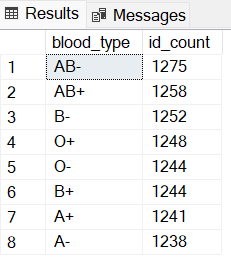 Results Messages
blood_type id_count
1 AB- 1275
2 AB+ 1258
3 B- 1252
4 O+ 1248
5 O- 1244
6 B+ 1244
7 A+ 1241
8 A- 1238